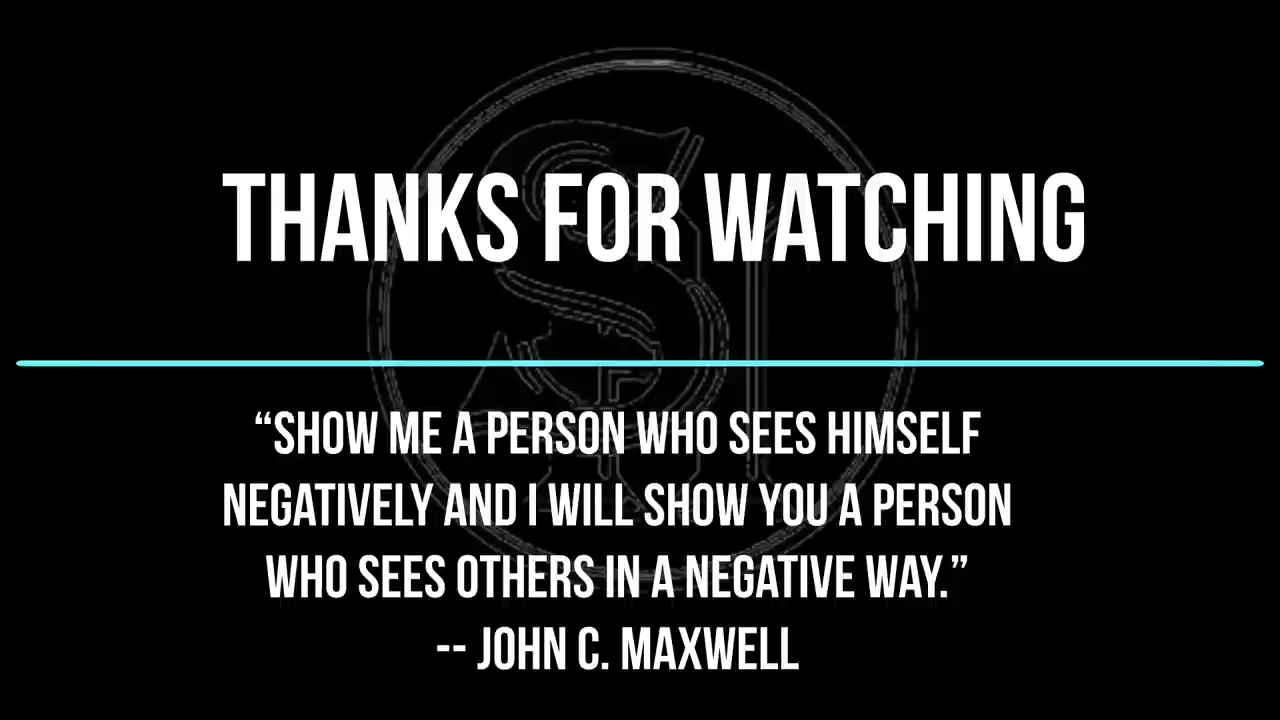 THANKS FOR WATCHING
“SHOW ME A PERSON WHO SEES HIMSELF
NEGATIVELY AND I WILL SHOW YOU A PERSON
WHO SEES OTHERS IN A NEGATIVE WAY.”
-- JOHN C. MAXWELL